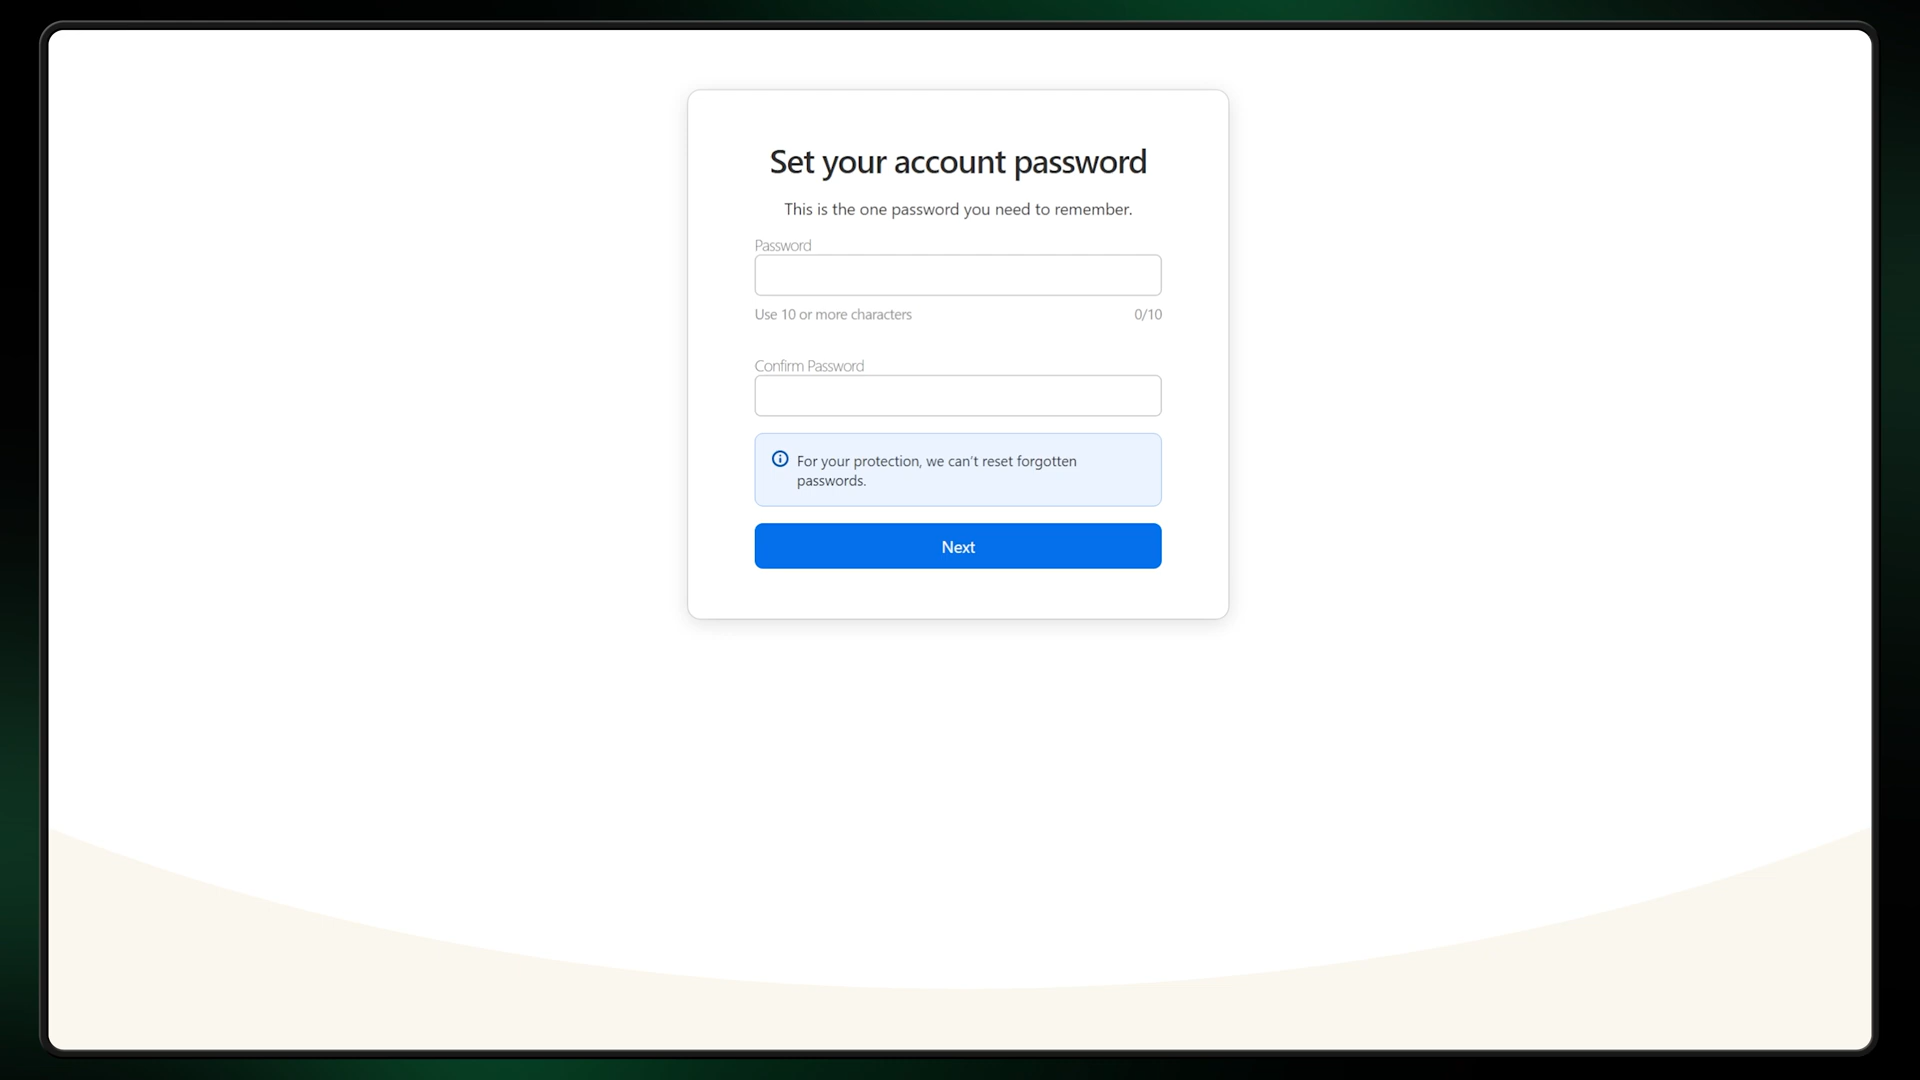 Set your account password
This is the one password you need to remember.
Password
Use 10 or more characters 0/10
Confirm Password
For your protection, we can’t reset forgotten
passwords.
Next